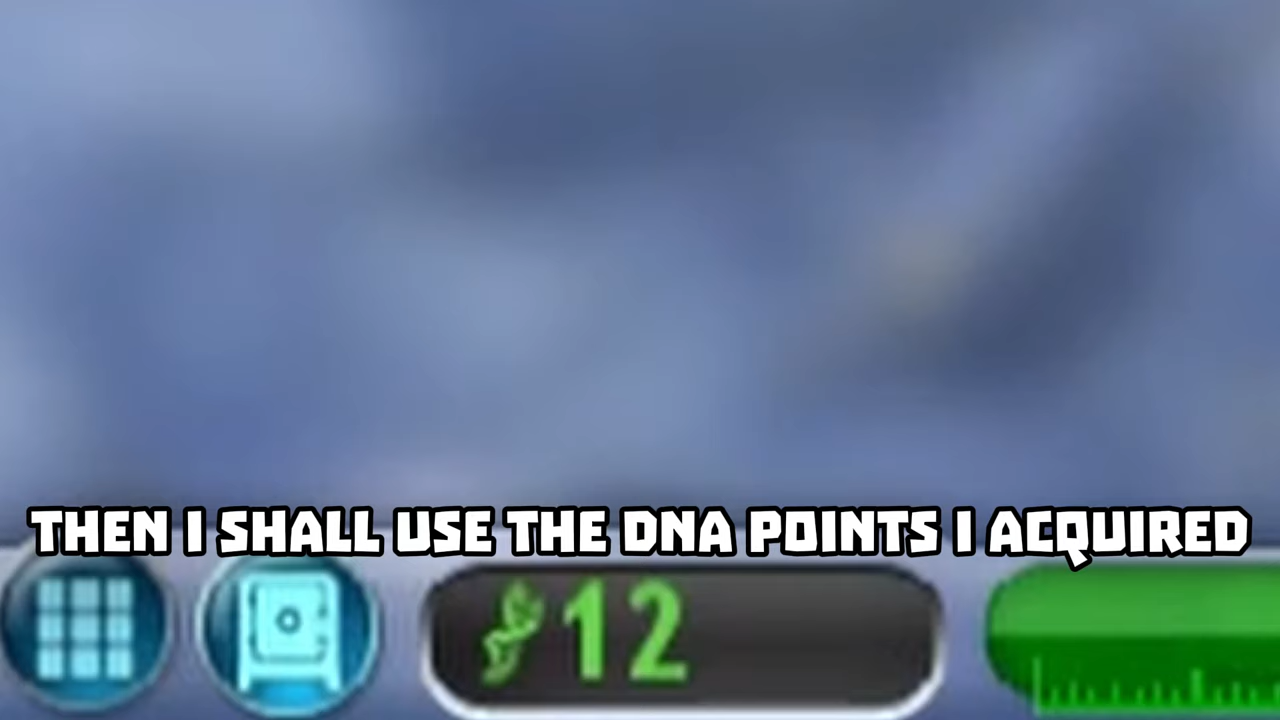 THEN I SHALL USE THE DNA POINTS I ACQUIRED
12